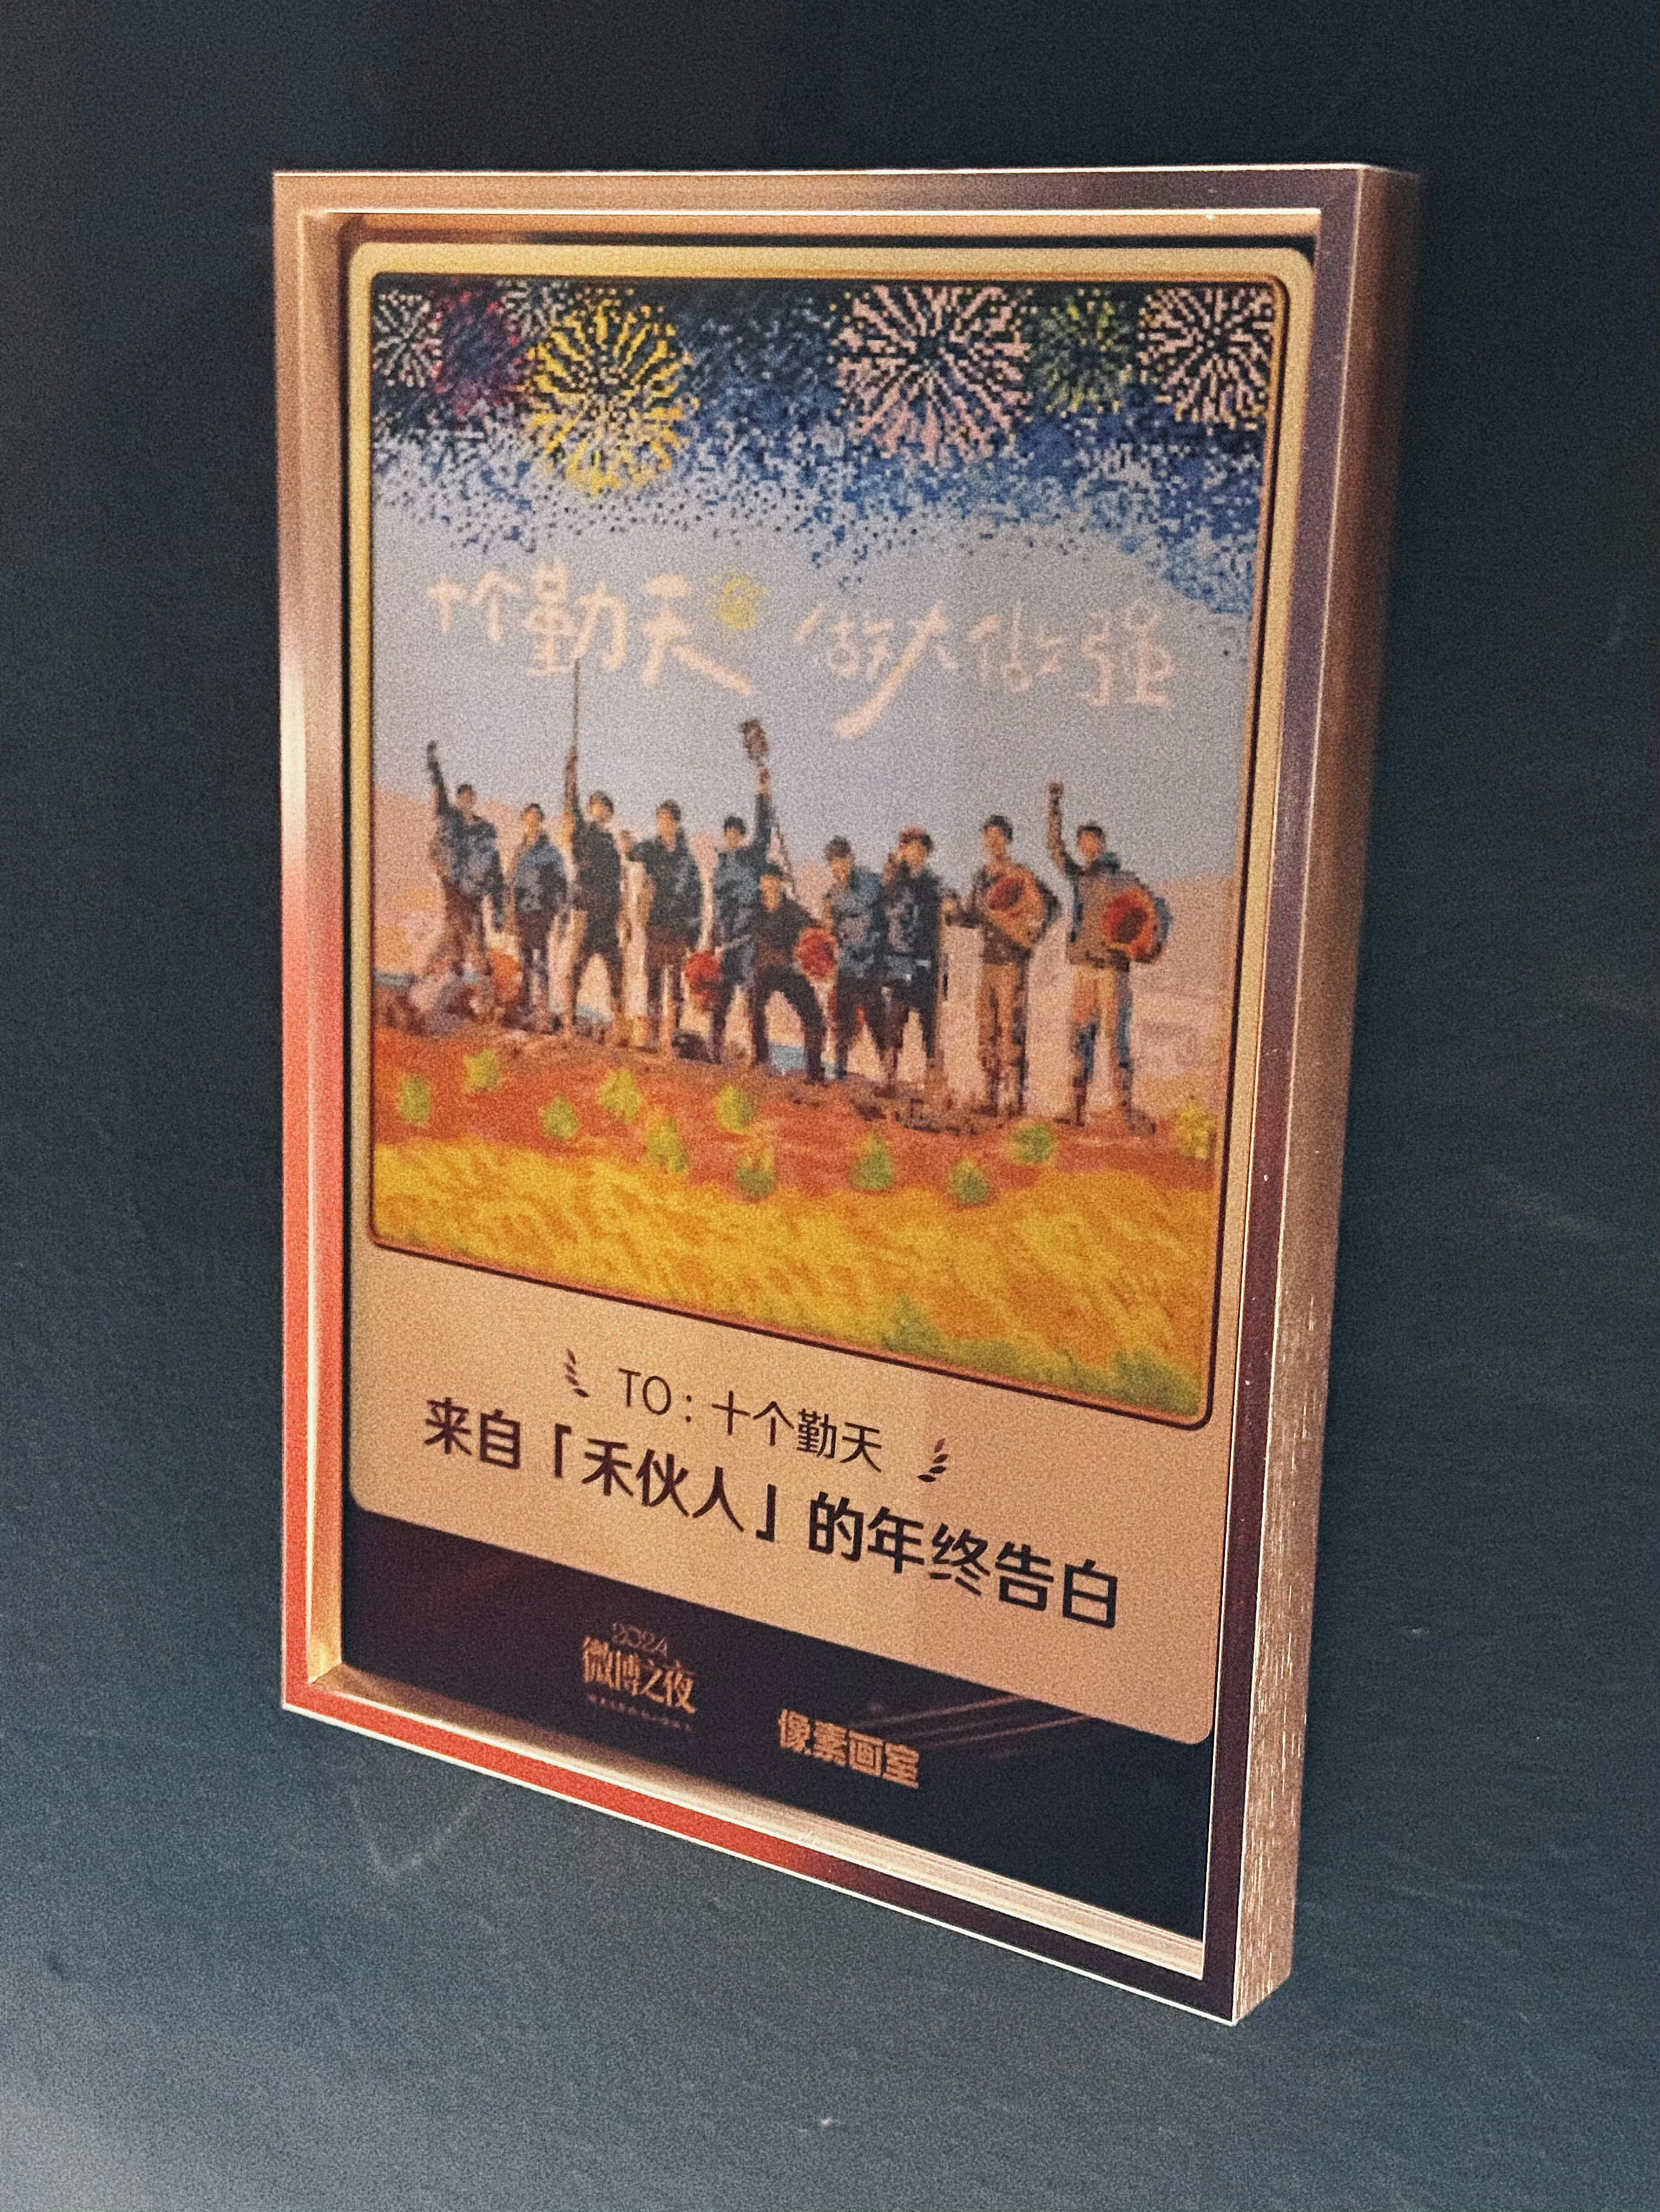 十个勤天 做大做强
TO：十个勤天
来自「禾伙人」的年终告白
2024
微博之夜
像素画室